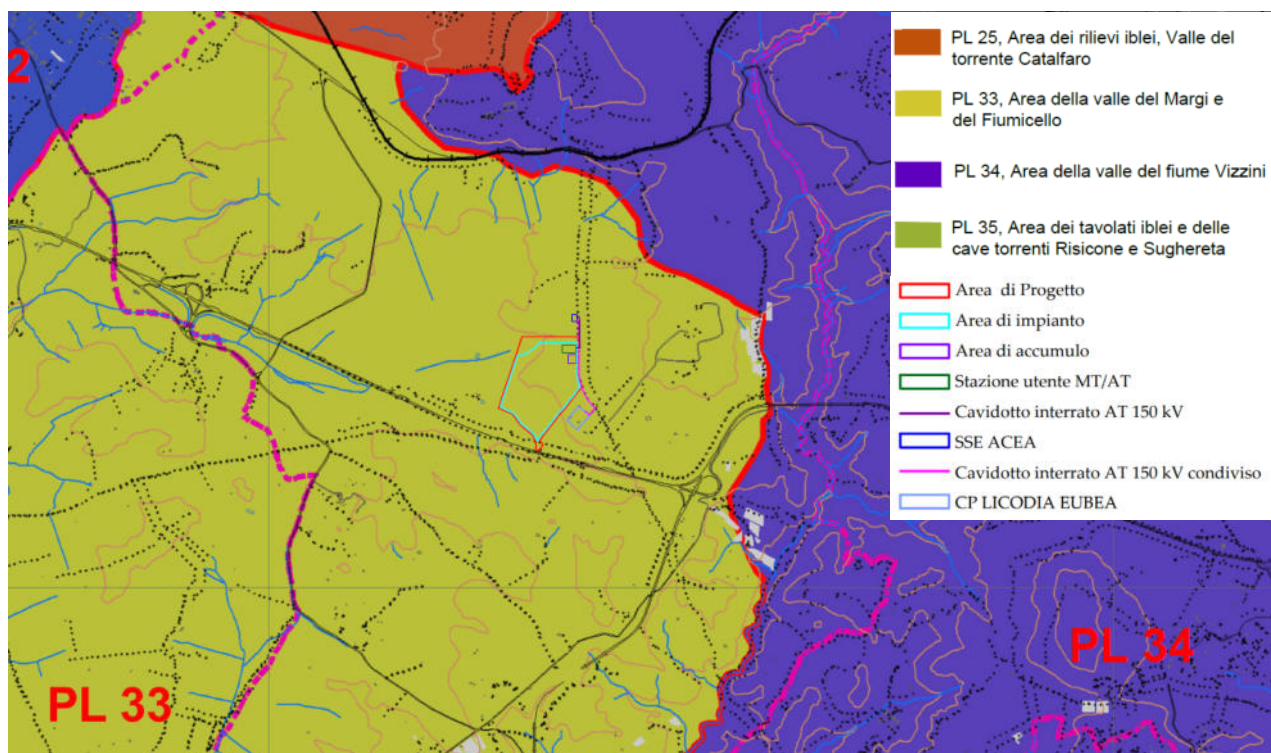 2
PL 33
PL 34
PL 25, Area dei rilievi iblei, Valle del
torrente Catalfaro
PL 33, Area della valle del Margi e
del Fiumicello
PL 34, Area della valle del fiume Vizzini
PL 35, Area dei tavolati iblei e delle
cave torrenti Risicone e Sughereta
Area di Progetto
Area di impianto
Area di accumulo
Stazione utente MT/AT
Cavidotto interrato AT 150 kV
SSE ACEA
Cavidotto interrato AT 150 kV condiviso
CP LICODIA EUBEA